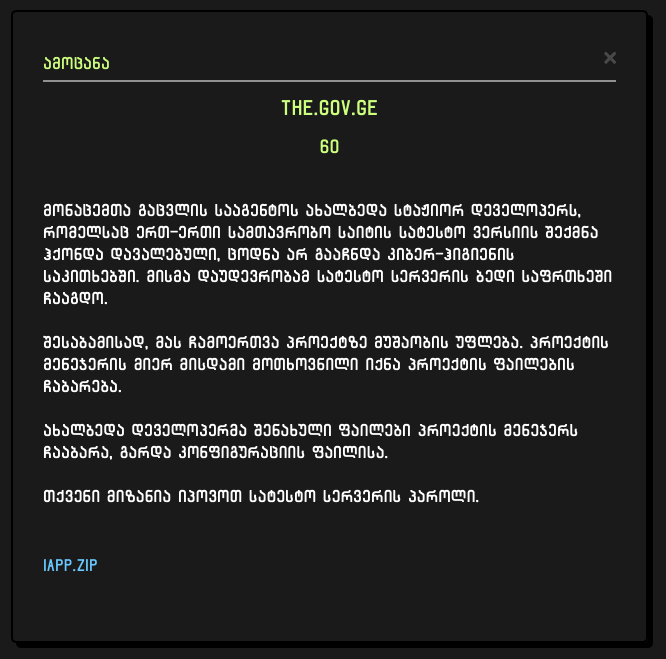 ამოცანა
×
THE.GOV.GE
60
მონაცემთა გაცვლის სააგენტოს ახალბედა სტაჟიორ დეველოპერს,
რომელსაც ერთ-ერთი სამთავრობო საიტის სატესტო ვერსიის შექმნა
ჰქონდა დავალებული, ცოდნა არ გააჩნდა კიბერ-ჰიგიენის
საკითხებში. მისმა დაუდევრობამ სატესტო სერვერის ბედი საფრთხეში
ჩააგდო.
შესაბამისად, მას ჩამოერთვა პროექტზე მუშაობის უფლება. პროექტის
მენეჯერის მიერ მისდამი მოთხოვნილი იქნა პროექტის ფაილების
ჩაბარება.
ახალბედა დეველოპერმა შენახული ფაილები პროექტის მენეჯერს
ჩააბარა, გარდა კონფიგურაციის ფაილისა.
თქვენი მიზანია იპოვოთ სატესტო სერვერის პაროლი.
IAPP.ZIP